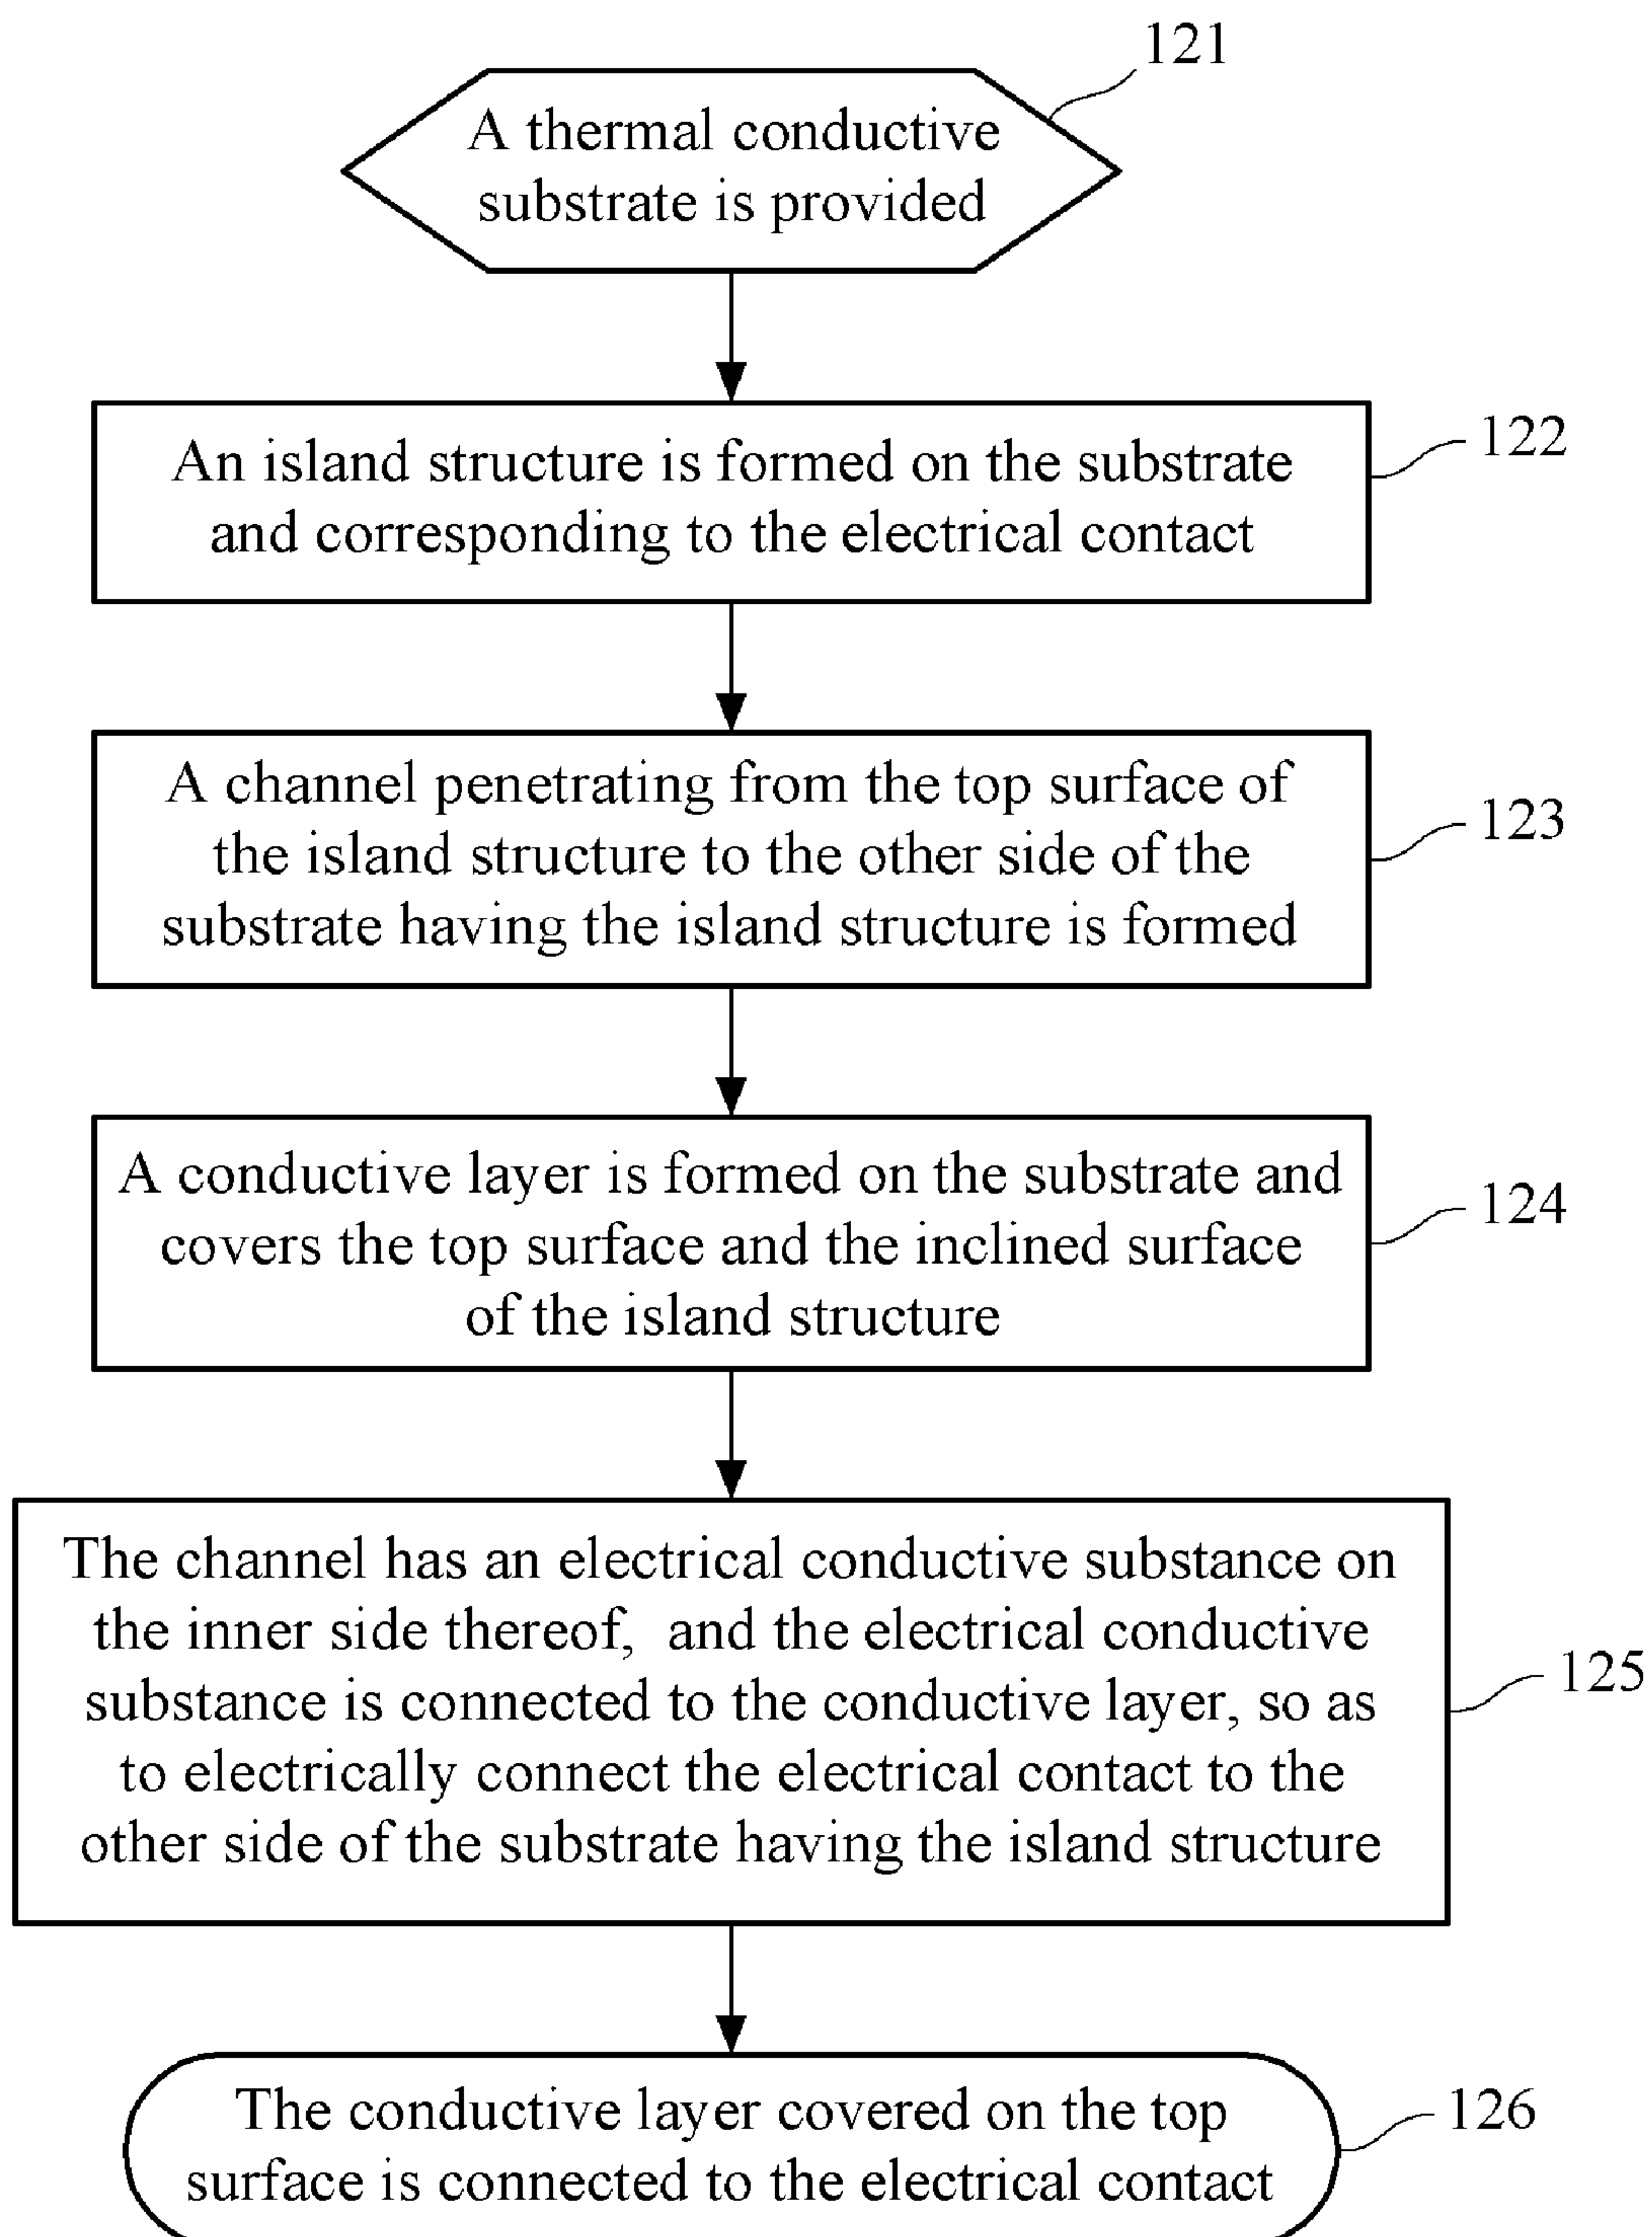 121
A thermal conductive
substrate is provided
An island structure is formed on the substrate
and corresponding to the electrical contact
122
A channel penetrating from the top surface of
the island structure to the other side of the
substrate having the island structure is formed
123
A conductive layer is formed on the substrate and
covers the top surface and the inclined surface
of the island structure
124
The channel has an electrical conductive substance on
the inner side thereof, and the electrical conductive
substance is connected to the conductive layer, so as
to electrically connect the electrical contact to the
other side of the substrate having the island structure
125
The conductive layer covered on the top
surface is connected to the electrical contact
126